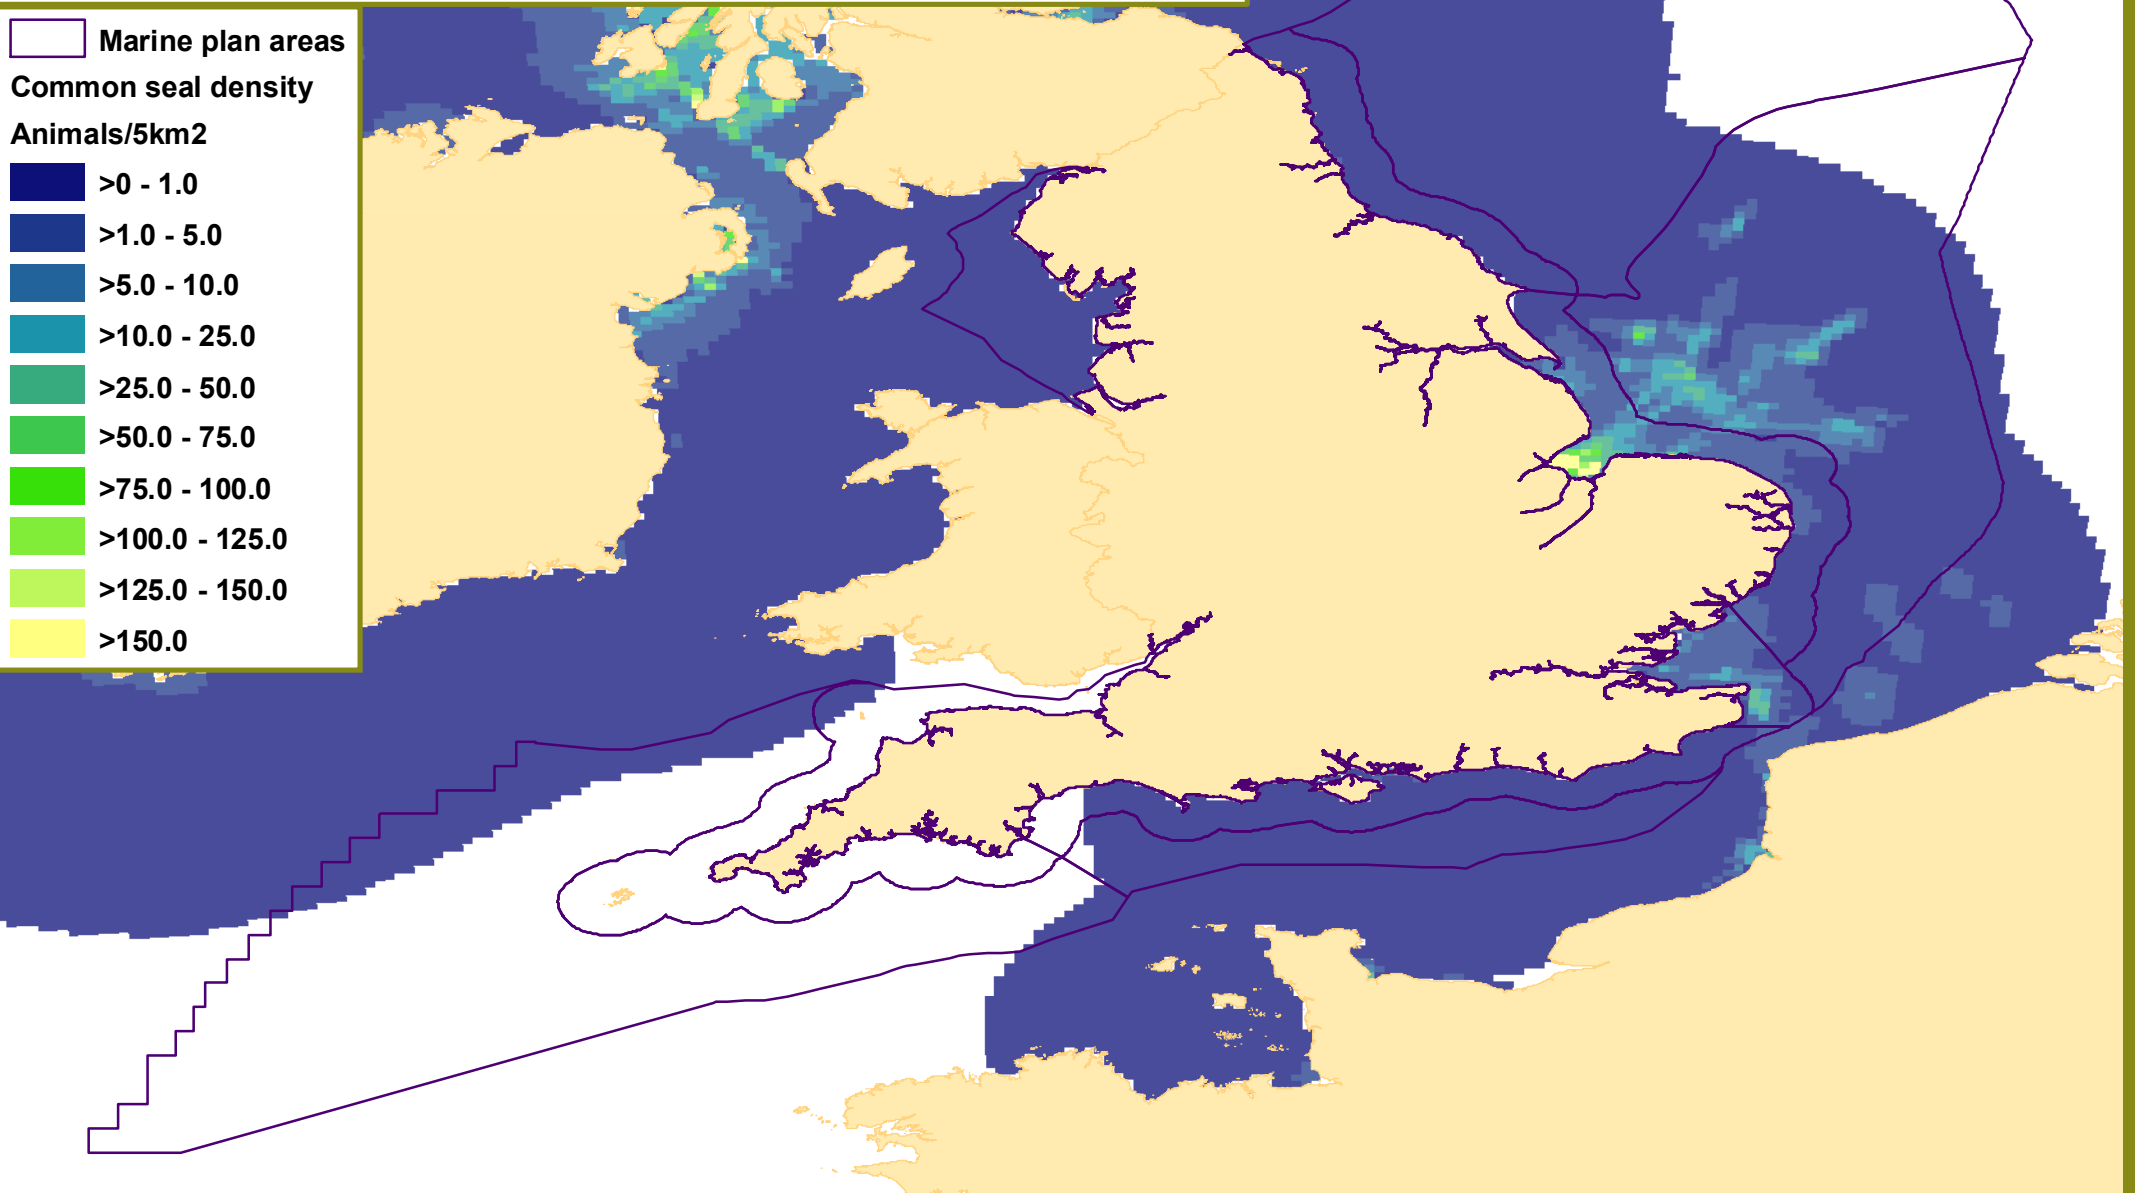 Marine plan areas
Common seal density
Animals/5km2
>0 - 1.0
>1.0 - 5.0
>5.0 - 10.0
>10.0 - 25.0
>25.0 - 50.0
>50.0 - 75.0
>75.0 - 100.0
>100.0 - 125.0
>125.0 - 150.0
>150.0